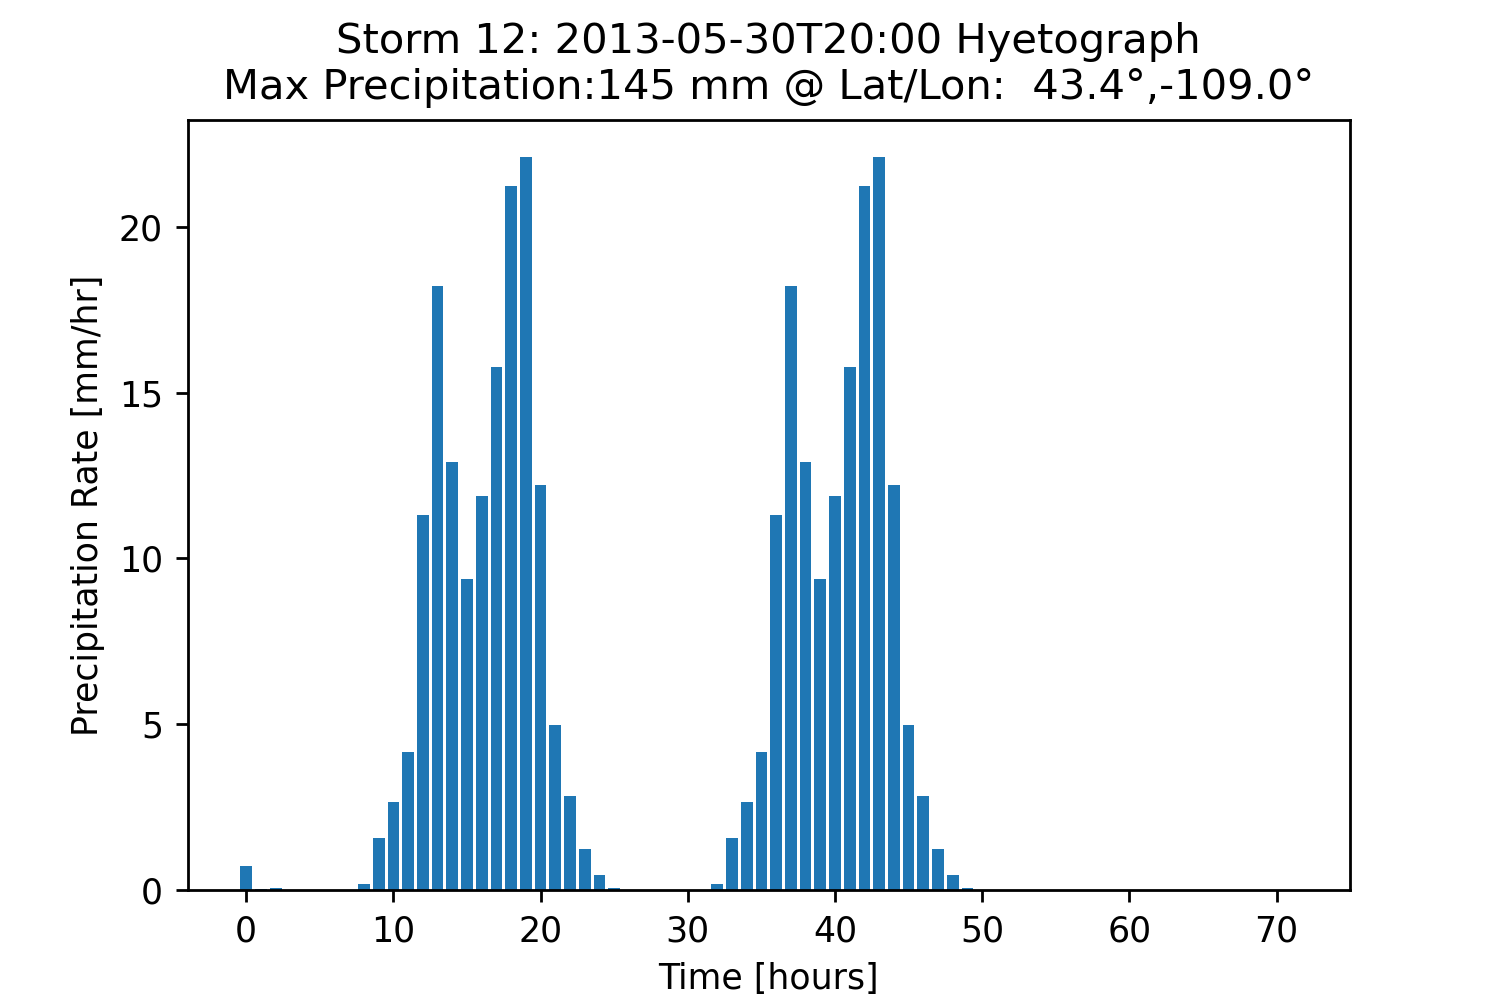 Storm 12: 2013-05-30T20:00 Hyetograph
Max Precipitation:145 mm @ Lat/Lon:  43.4°,-109.0°
Precipitation Rate [mm/hr]
20
15
10
5
0
0 10 20 30 40 50 60 70
Time [hours]